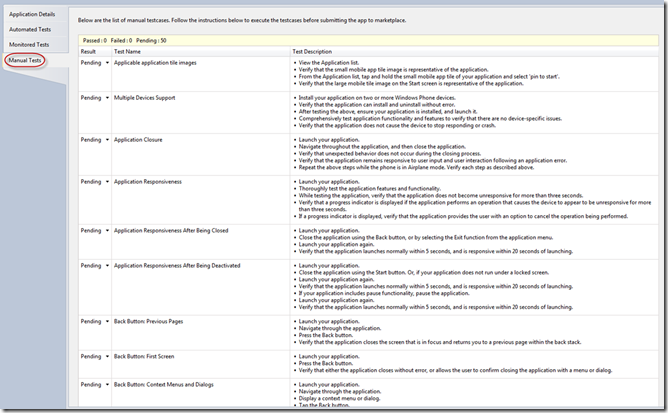 Application Details
Automated Tests
Monitored Tests
Manual Tests
Below are the list of manual testcases. Follow the instructions below to execute the testcases before submitting the app to marketplace.
Passed : 0 Failed : 0 Pending : 50
Result Test Name Test Description
Pending Applicable application tile images
• View the Application list.
• Verify that the small mobile app tile image is representative of the application.
• From the Application list, tap and hold the small mobile app tile of your application and select 'pin to start'.
• Verify that the large mobile tile image on the Start screen is representative of the application.
Pending Multiple Devices Support
• Install your application on two or more Windows Phone devices.
• Verify that the application can install and uninstall without error.
• After testing the above, ensure your application is installed, and launch it.
• Comprehensively test application functionality and features to verify that there are no device-specific issues.
• Verify that the application does not cause the device to stop responding or crash.
Pending Application Closure
• Launch your application.
• Navigate throughout the application, and then close the application.
• Verify that unexpected behavior does not occur during the closing process.
• Verify that the application remains responsive to user input and user interaction following an application error.
• Repeat the above steps while the phone is in Airplane mode. Verify each step as described above.
Pending Application Responsiveness
• Launch your application.
• Thoroughly test the application features and functionality.
• While testing the application, verify that the application does not become unresponsive for more than three seconds.
• Verify that a progress indicator is displayed if the application performs an operation that causes the device to appear to be unresponsive for more
than three seconds.
• If a progress indicator is displayed, verify that the application provides the user with an option to cancel the operation being performed.
Pending Application Responsiveness After Being Closed
• Launch your application.
• Close the application using the Back button, or by selecting the Exit function from the application menu.
• Launch your application again.
• Verify that the application launches normally within 5 seconds, and is responsive within 20 seconds of launching.
Pending Application Responsiveness After Being Deactivated
• Launch your application.
• Close the application using the Start button. Or, if your application does not run under a locked screen.
• Launch your application again.
• Verify that the application launches normally within 5 seconds, and is responsive within 20 seconds of launching.
• If your application includes pause functionality, pause the application.
• Launch your application again.
• Verify that the application launches normally within 5 seconds, and is responsive within 20 seconds of launching.
Pending Back Button: Previous Pages
• Launch your application.
• Navigate through the application.
• Press the Back button.
• Verify that the application closes the screen that is in focus and returns you to a previous page within the back stack.
Pending Back Button: First Screen
• Launch your application.
• Press the Back button.
• Verify that either the application closes without error, or allows the user to confirm closing the application with a menu or dialog.
Pending Back Button: Context Menus and Dialogs
• Launch your application.
• Navigate through the application.
• Display a context menu or dialog.
• Tap the Back button.